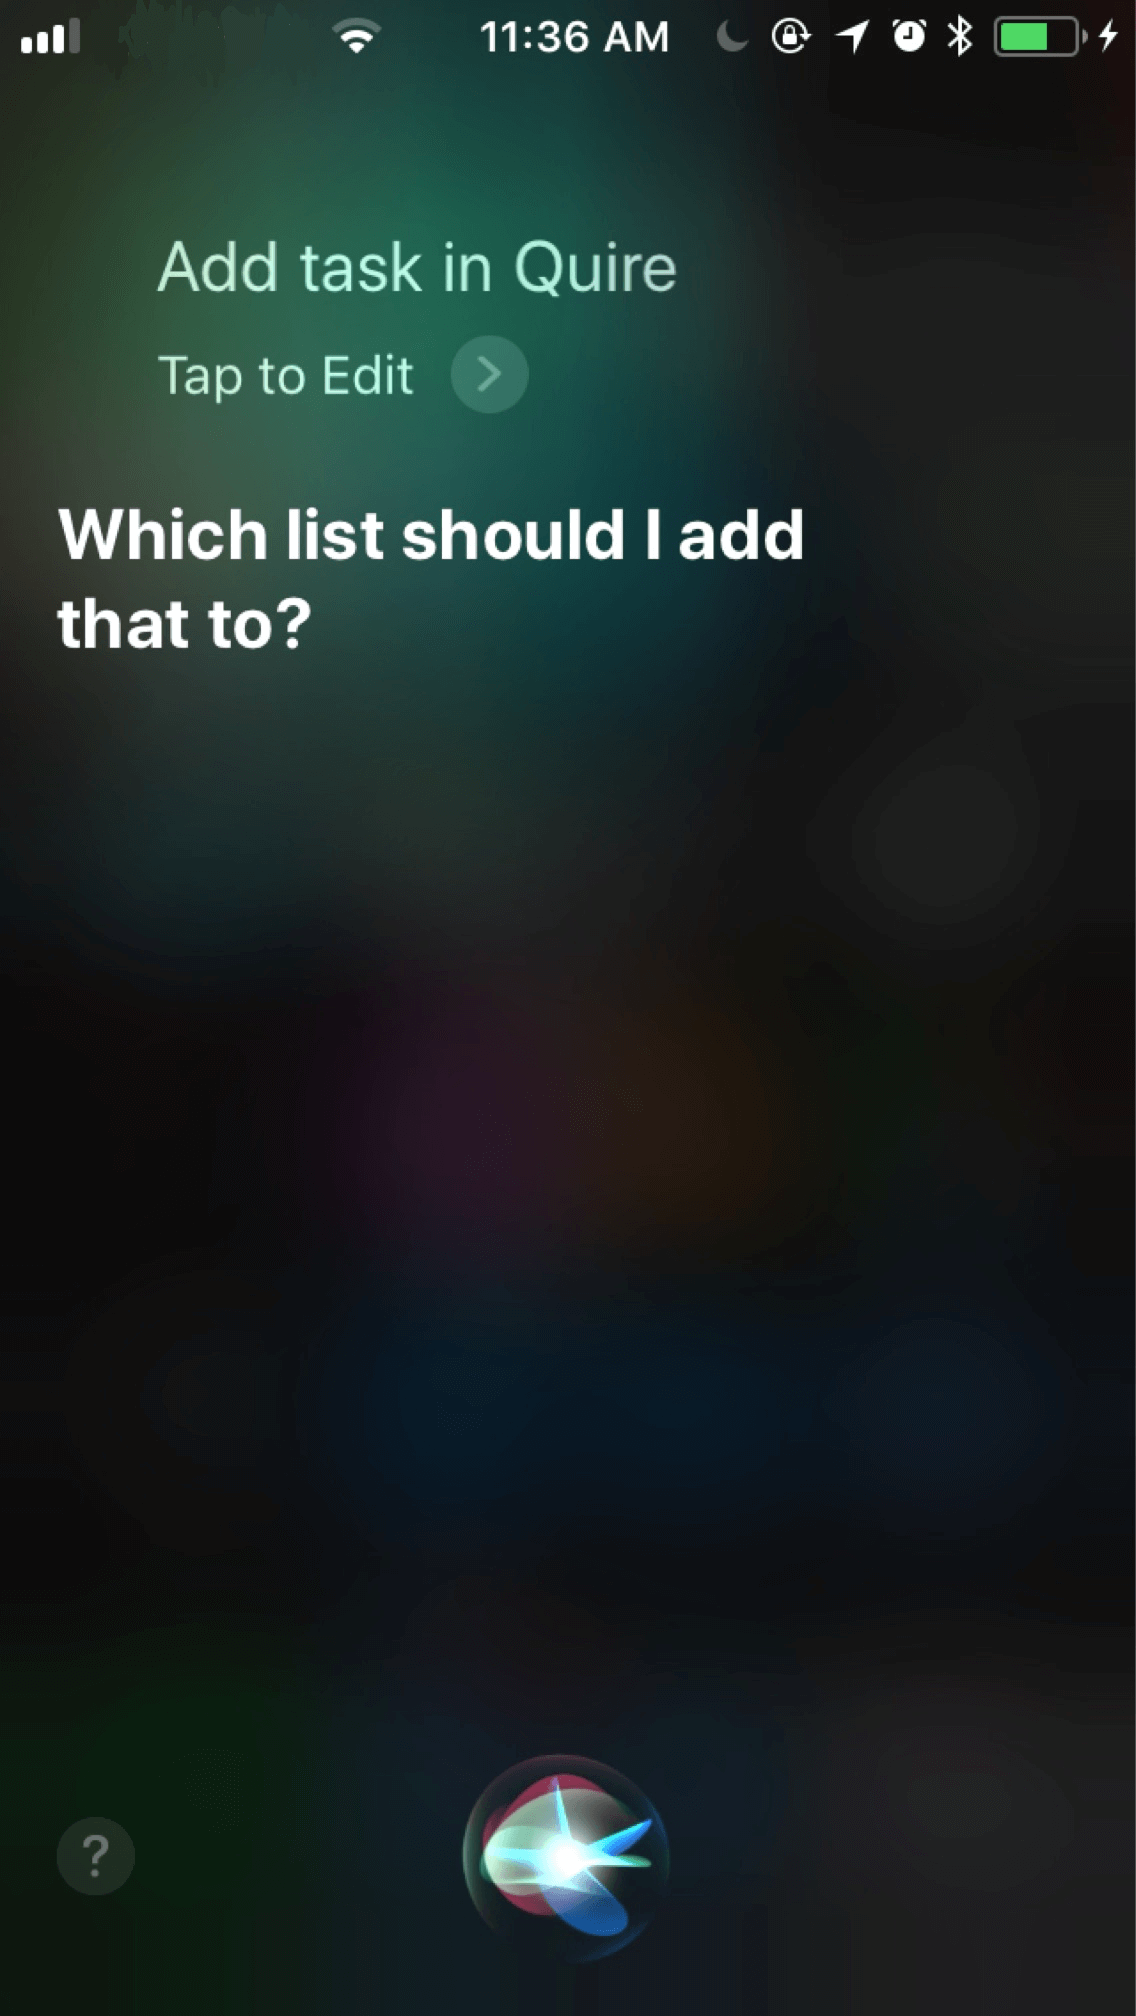 11:36 AM
Add task in Quire
Tap to Edit
Which list should I add
that to?
?